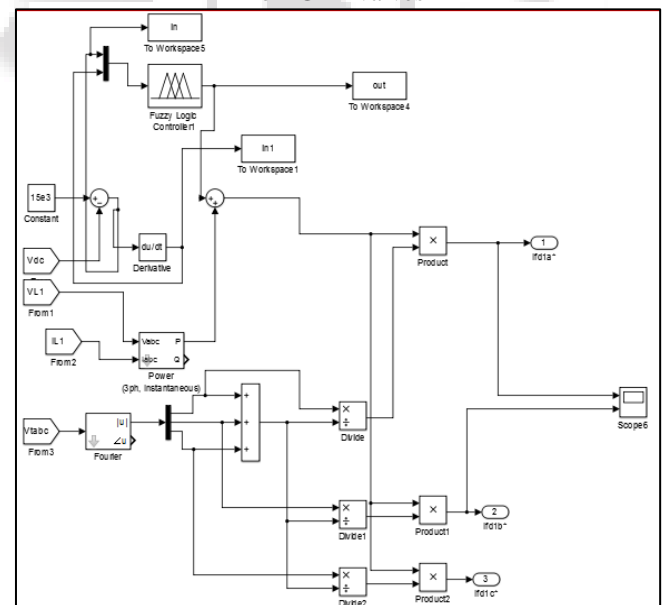 In
To Workspace5
out
To Workspace4
Fuzzy Logic
Controller1
In1
To Workspace1
15e3
Constant
+
−
+
+
du/dt
Derivative
Vdc
VL1
From1
IL1
From2
Vabc
P
Iabc
Q
Power
(3ph, Instantaneous)
×
Product
1
Ifd1a*
Scope6
Vtabc
From3
|u|
∠u
Fourier
+
+
+
×
÷
Divide
×
÷
Divide1
×
Product1
2
Ifd1b*
×
÷
Divide2
×
Product2
3
Ifd1c*